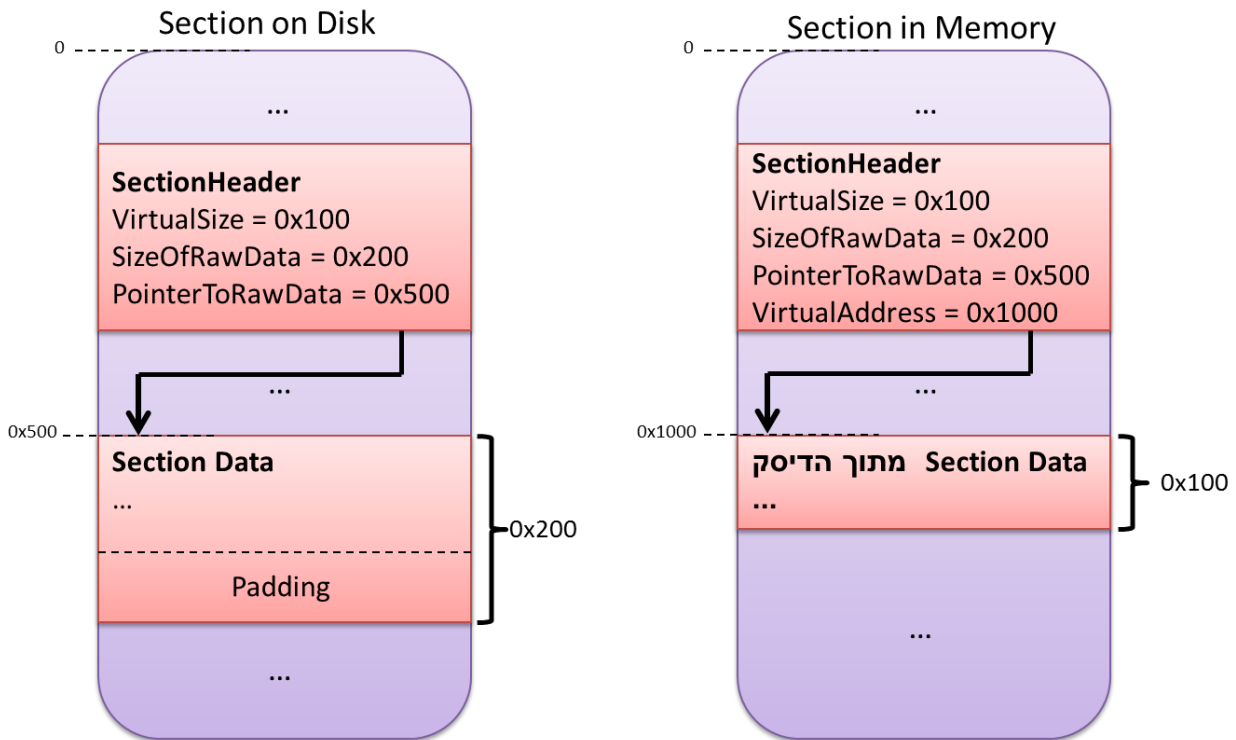 Section on Disk
0
...
SectionHeader
VirtualSize = 0x100
SizeOfRawData = 0x200
PointerToRawData = 0x500
...
0x500
Section Data
...
0x200
Padding
...
Section in Memory
0
...
SectionHeader
VirtualSize = 0x100
SizeOfRawData = 0x200
PointerToRawData = 0x500
VirtualAddress = 0x1000
...
0x1000
מתוך הדיסק Section Data
...
0x100
...